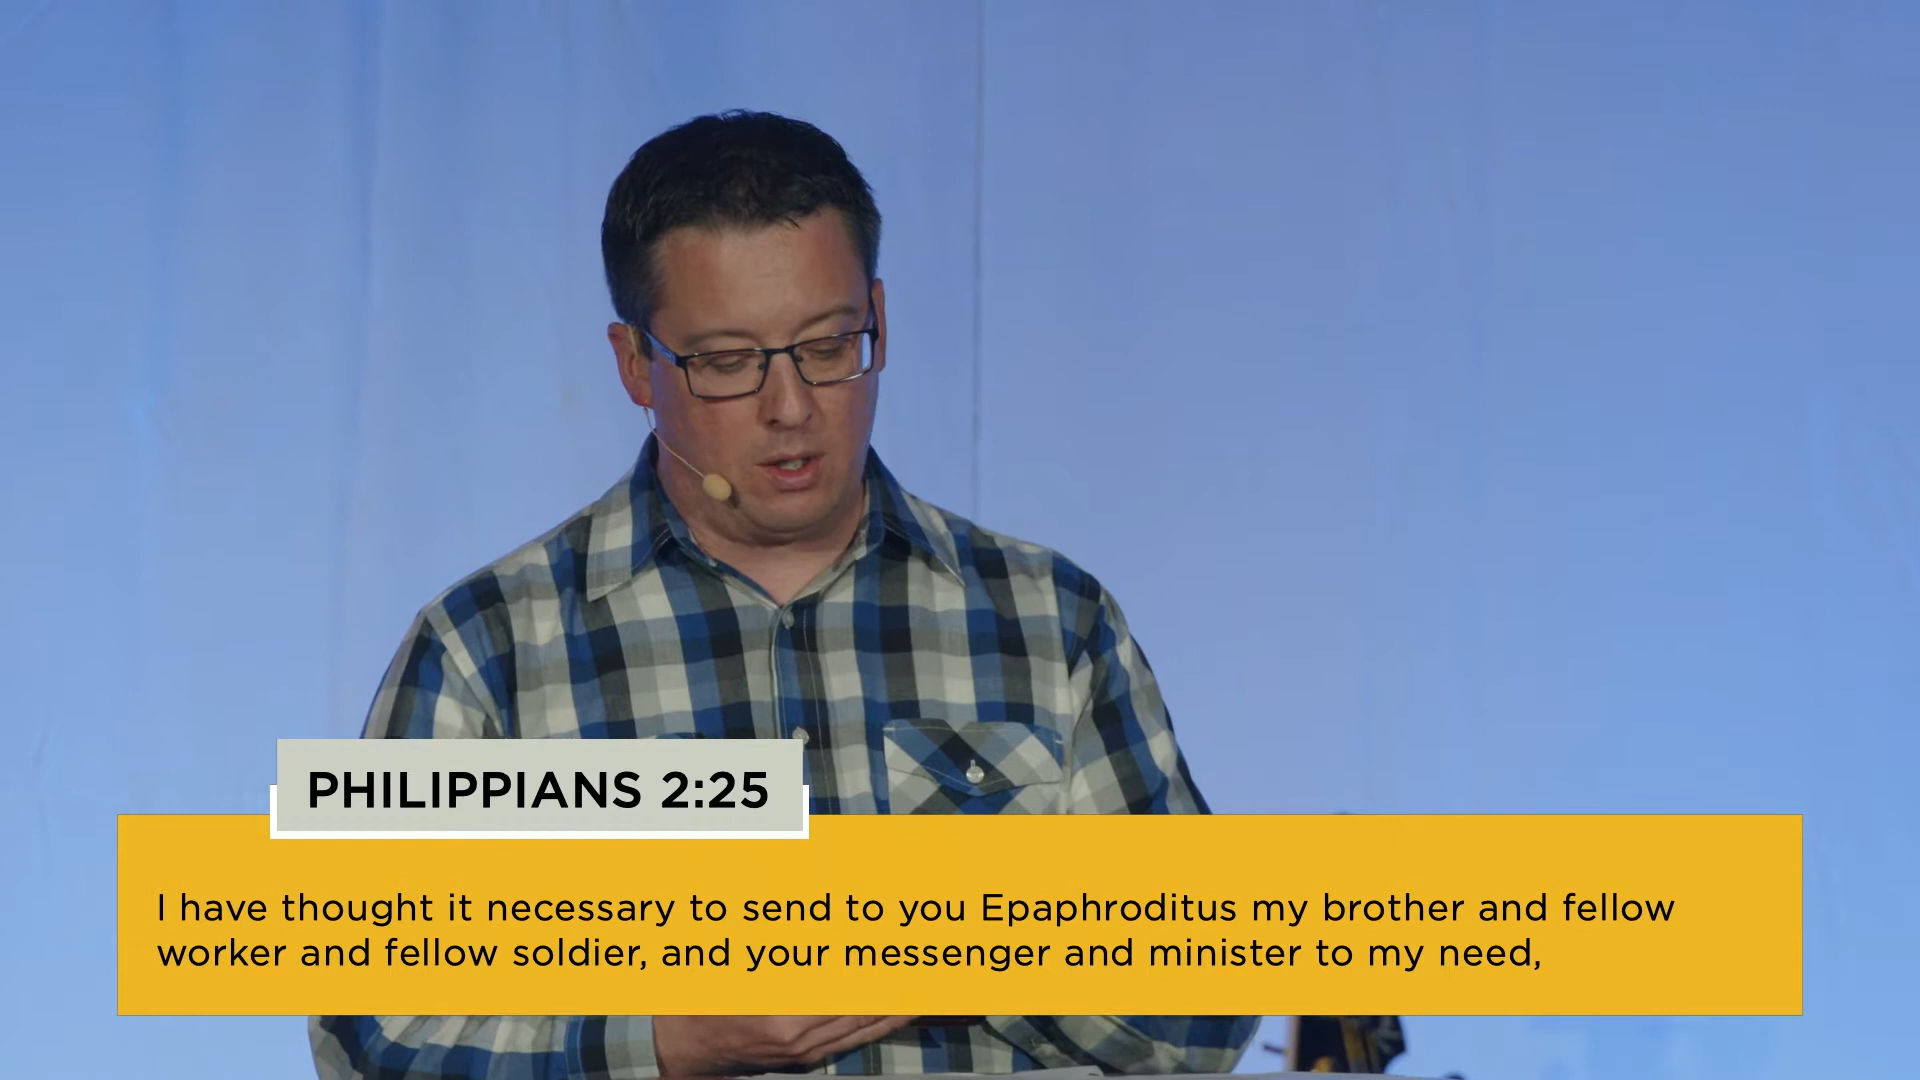 PHILIPPIANS 2:25
I have thought it necessary to send to you Epaphroditus my brother and fellow
worker and fellow soldier, and your messenger and minister to my need,